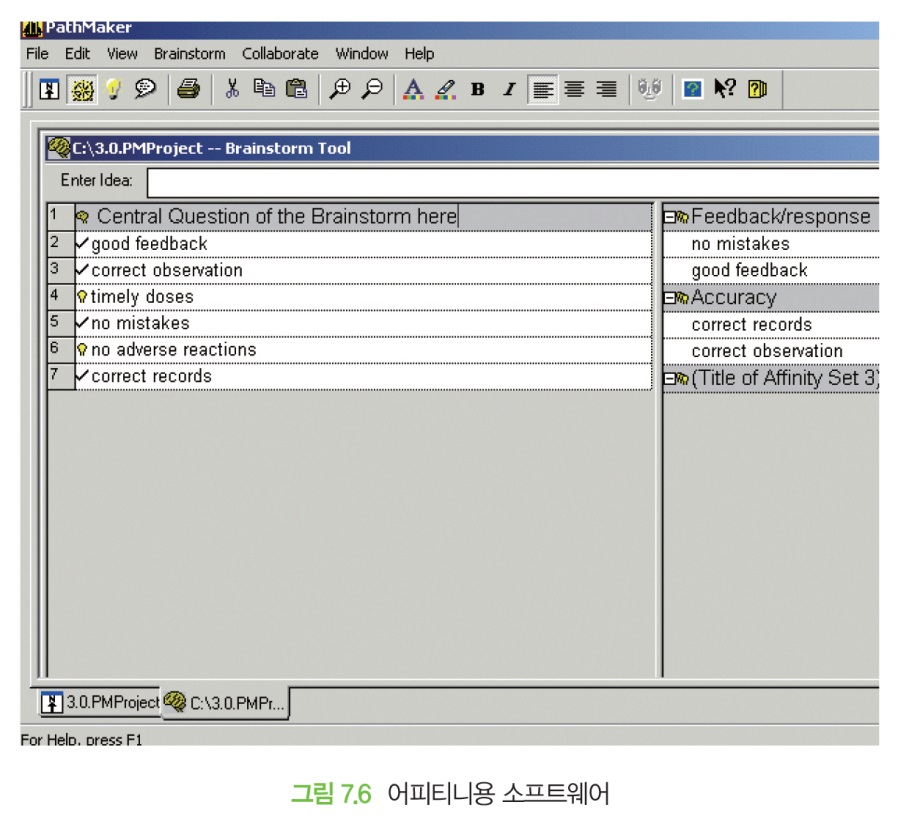 PathMaker
File Edit View Brainstorm Collaborate Window Help
C:\3.0.PMProject -- Brainstorm Tool
Enter Idea:
1 Central Question of the Brainstorm here
2 good feedback
3 correct observation
4 timely doses
5 no mistakes
6 no adverse reactions
7 correct records
Feedback/response
no mistakes
good feedback
Accuracy
correct records
correct observation
(Title of Affinity Set 3)
3.0.PMProject C:\3.0.PMPr...
For Help, press F1
그림 7.6 어피티니용 소프트웨어